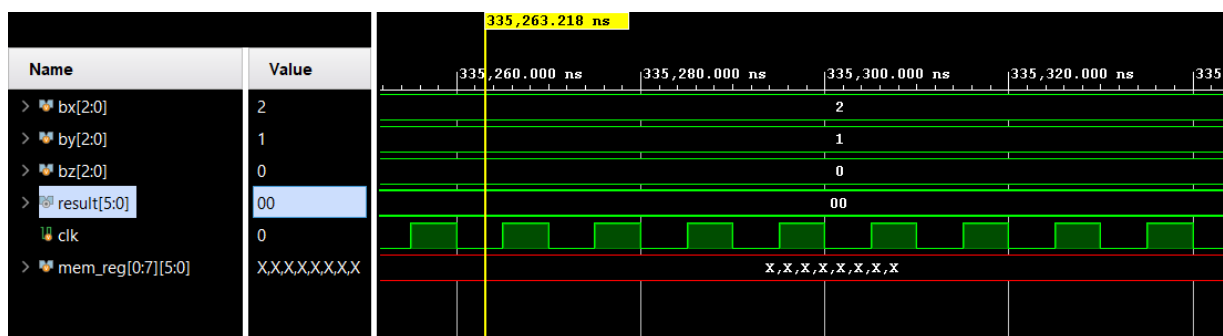 335,263.218 ns
Name Value
335,260.000 ns 335,280.000 ns 335,300.000 ns 335,320.000 ns 335
bx[2:0] 2 2
by[2:0] 1 1
bz[2:0] 0 0
result[5:0] 00 00
clk 0
mem_reg[0:7][5:0] X,X,X,X,X,X,X,X X,X,X,X,X,X,X,X